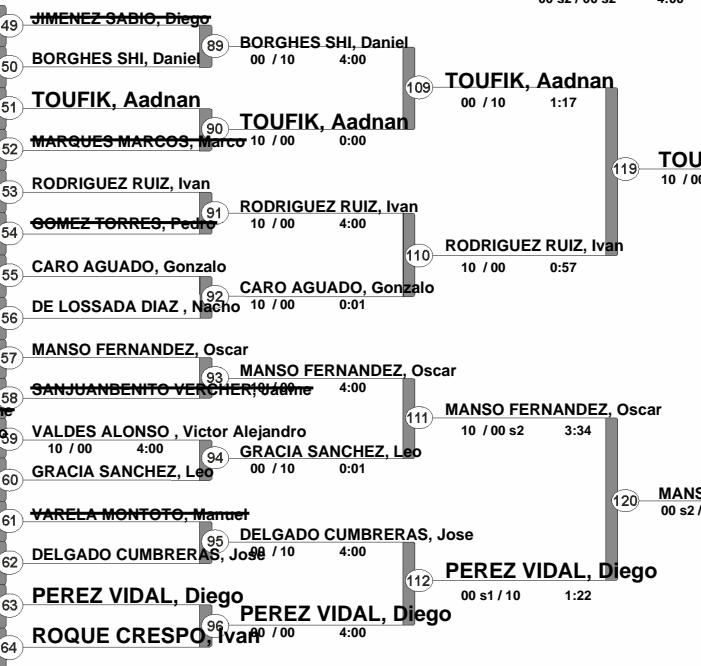 49 JIMENEZ SABIO, Diego
50 BORGHES SHI, Daniel
51 TOUFIK, Aadnan
52 MARQUES MARCOS, Marco
53 RODRIGUEZ RUIZ, Ivan
54 GOMEZ TORRES, Pedro
55 CARO AGUADO, Gonzalo
56 DE LOSSADA DIAZ , Nacho
57 MANSO FERNANDEZ, Oscar
58 SANJUANBENITO VERCHER, Jaume
59 VALDES ALONSO , Victor Alejandro
10 / 00 4:00
60 GRACIA SANCHEZ, Leo
61 VARELA MONTOTO, Manuel
62 DELGADO CUMBRERAS, Jose
63 PEREZ VIDAL, Diego
64 ROQUE CRESPO, Ivan
89 BORGHES SHI, Daniel
00 / 10 4:00
90 TOUFIK, Aadnan
10 / 00 0:00
91 RODRIGUEZ RUIZ, Ivan
10 / 00 4:00
92 CARO AGUADO, Gonzalo
10 / 00 0:01
93 MANSO FERNANDEZ, Oscar
10 / 00 4:00
94 GRACIA SANCHEZ, Leo
00 / 10 0:01
95 DELGADO CUMBRERAS, Jose
00 / 10 4:00
96 PEREZ VIDAL, Diego
/ 00 4:00
109 TOUFIK, Aadnan
00 / 10 1:17
110 RODRIGUEZ RUIZ, Ivan
10 / 00 0:57
111 MANSO FERNANDEZ, Oscar
10 / 00 s2 3:34
112 PEREZ VIDAL, Diego
00 s1 / 10 1:22
119 TOU
10 / 00
120 MANS
00 s2 /